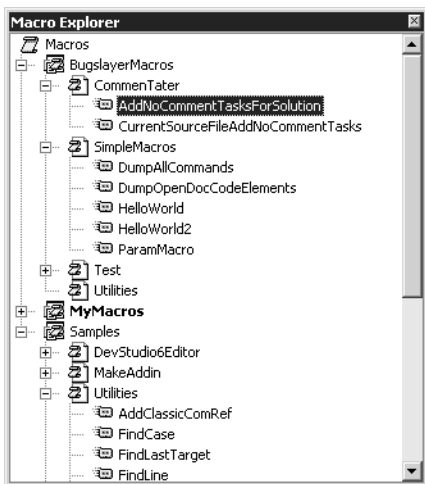 Macro Explorer
Macros
BugslayerMacros
CommenTater
AddNoCommentTasksForSolution
CurrentSourceFileAddNoCommentTasks
SimpleMacros
DumpAllCommands
DumpOpenDocCodeElements
HelloWorld
HelloWorld2
ParamMacro
Test
Utilities
MyMacros
Samples
DevStudio6Editor
MakeAddin
Utilities
AddClassicComRef
FindCase
FindLastTarget
FindLine